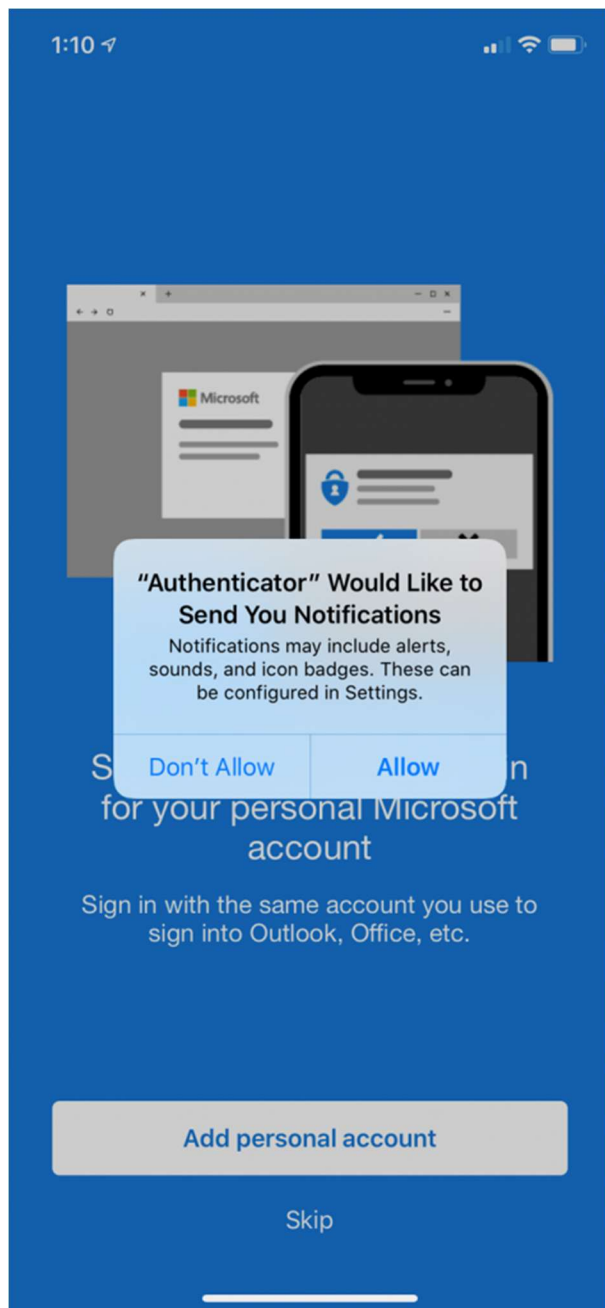 1:10
Microsoft
“Authenticator” Would Like to
Send You Notifications
Notifications may include alerts,
sounds, and icon badges. These can
be configured in Settings.
Don’t Allow
Allow
S n
for your personal Microsoft
account
Sign in with the same account you use to
sign into Outlook, Office, etc.
Add personal account
Skip